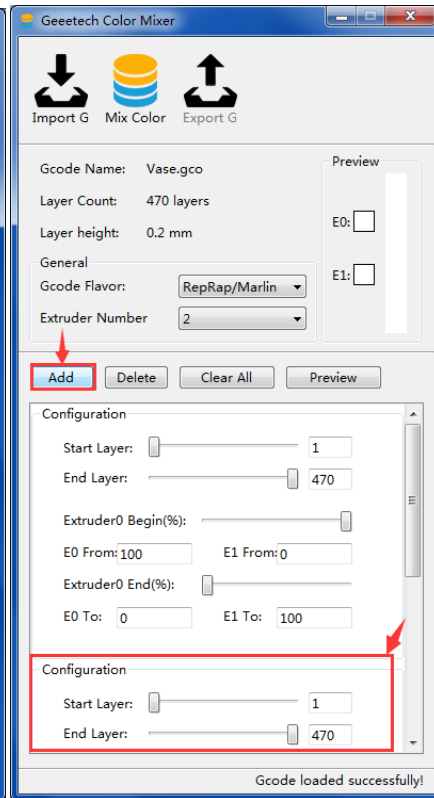 Geeetech Color Mixer
Import G Mix Color Export G
Gcode Name: Vase.gco
Layer Count: 470 layers
Layer height: 0.2 mm
Preview
E0:
E1:
General
Gcode Flavor: RepRap/Marlin
Extruder Number 2
Add Delete Clear All Preview
Configuration
Start Layer: 1
End Layer: 470
Extruder0 Begin(%):
E0 From: 100 E1 From: 0
Extruder0 End(%):
E0 To: 0 E1 To: 100
Configuration
Start Layer: 1
End Layer: 470
Gcode loaded successfully!